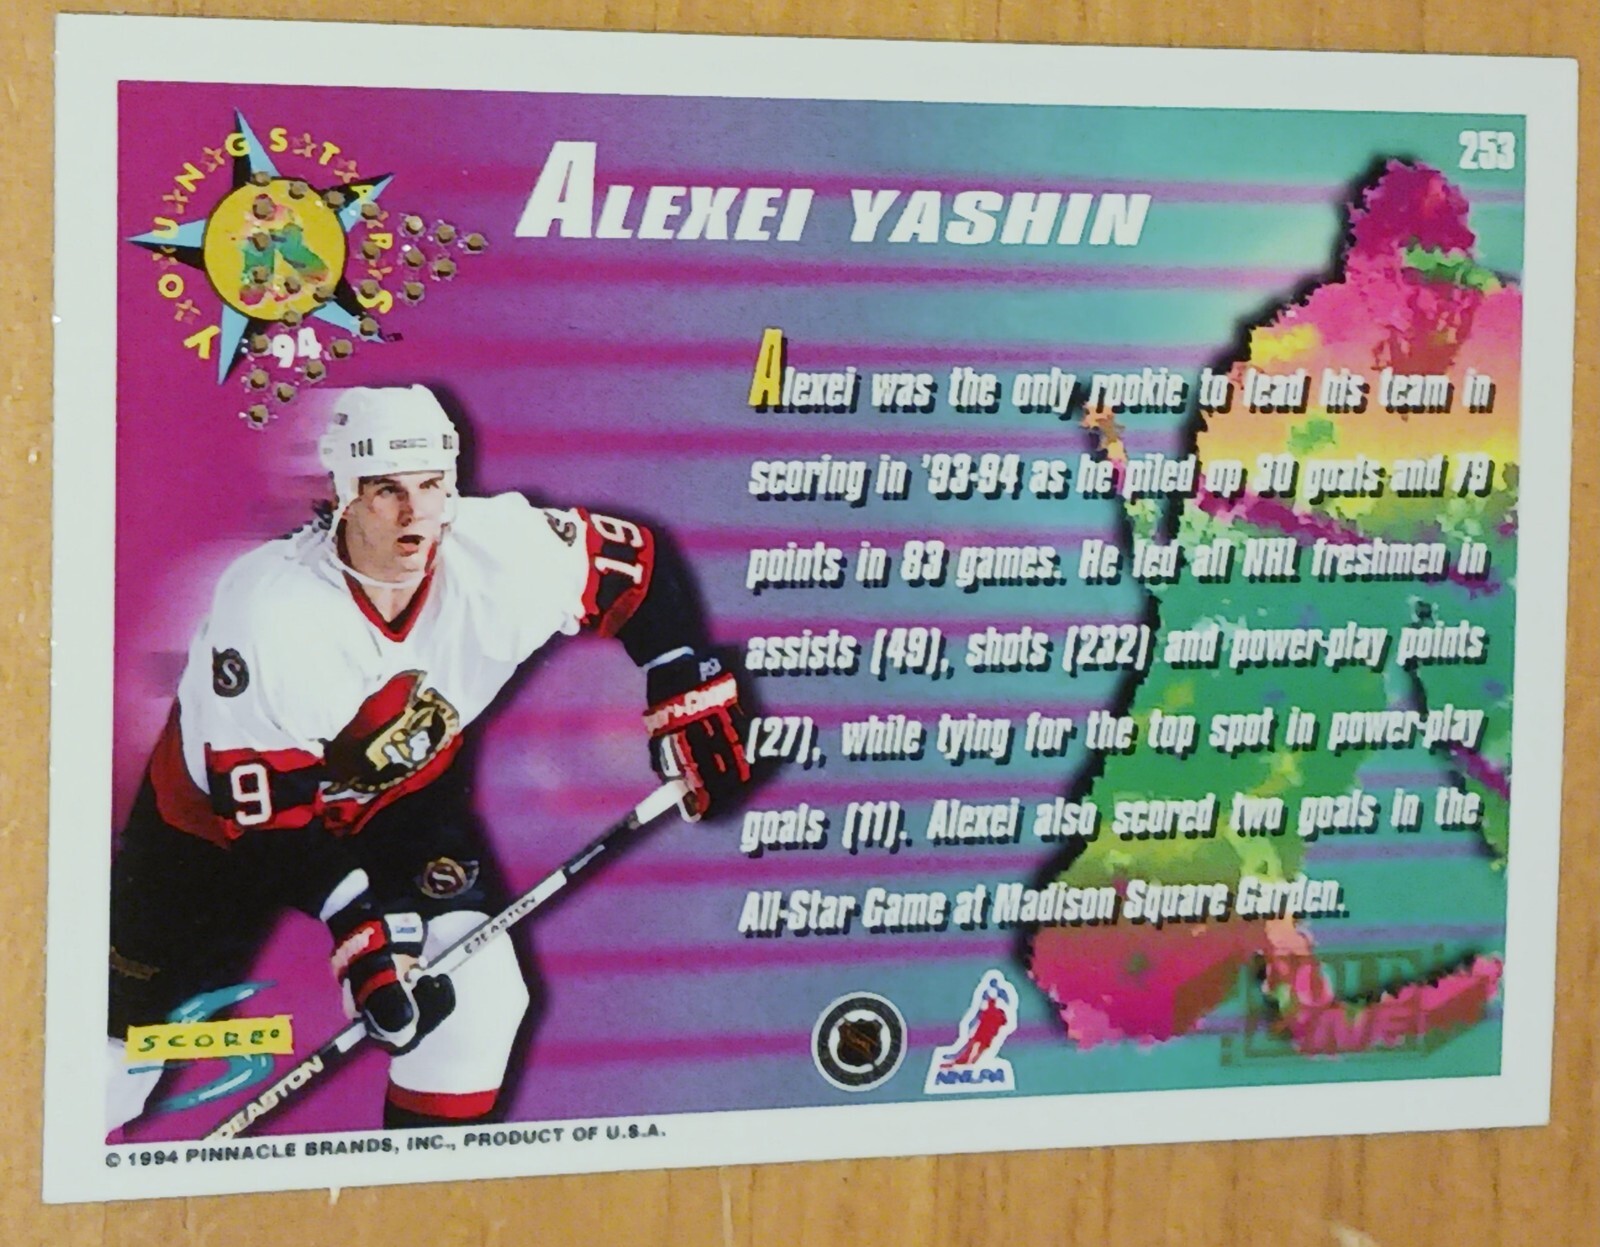 YOUNG STARS
94
ALEXEI YASHIN
253
Alexei was the only rookie to lead his team in
scoring in '93-94 as he piled up 30 goals and 79
points in 83 games. He led all NHL freshmen in
assists (49), shots (232) and power-play points
(27), while tying for the top spot in power-play
goals (11). Alexei also scored two goals in the
All-Star Game at Madison Square Garden.
19
9
EASTON
SCORE
EASTON
NHLPA
GOLD
LINE
© 1994 PINNACLE BRANDS, INC., PRODUCT OF U.S.A.